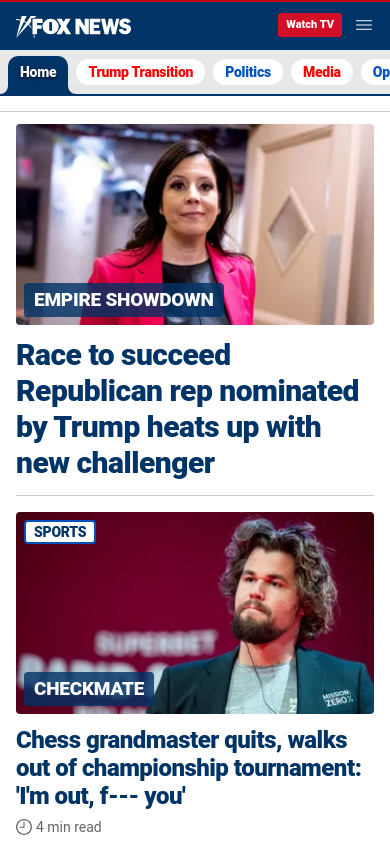 FOX NEWS
Watch TV
Home
Trump Transition
Politics
Media
Op
EMPIRE SHOWDOWN
Race to succeed
Republican rep nominated
by Trump heats up with
new challenger
SPORTS
SUPERBET
MISSION:
ZERO%
CHECKMATE
Chess grandmaster quits, walks
out of championship tournament:
'I'm out, f--- you'
4 min read